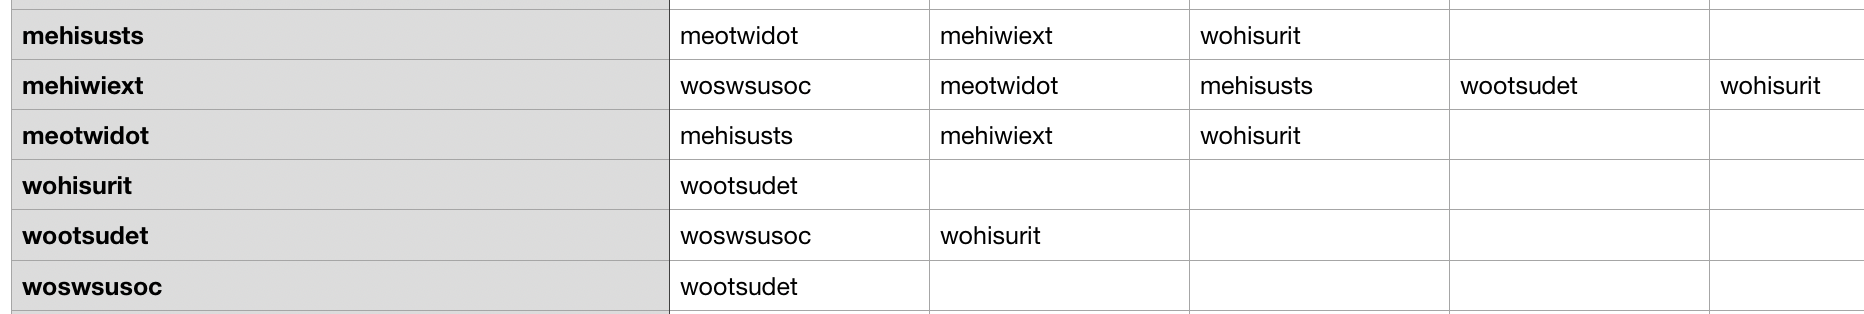 mehisusts meotwidot mehiwiext wohisurit
mehiwiext woswsusoc meotwidot mehisusts wootsudet wohisurit
meotwidot mehisusts mehiwiext wohisurit
wohisurit wootsudet
wootsudet woswsusoc wohisurit
woswsusoc wootsudet